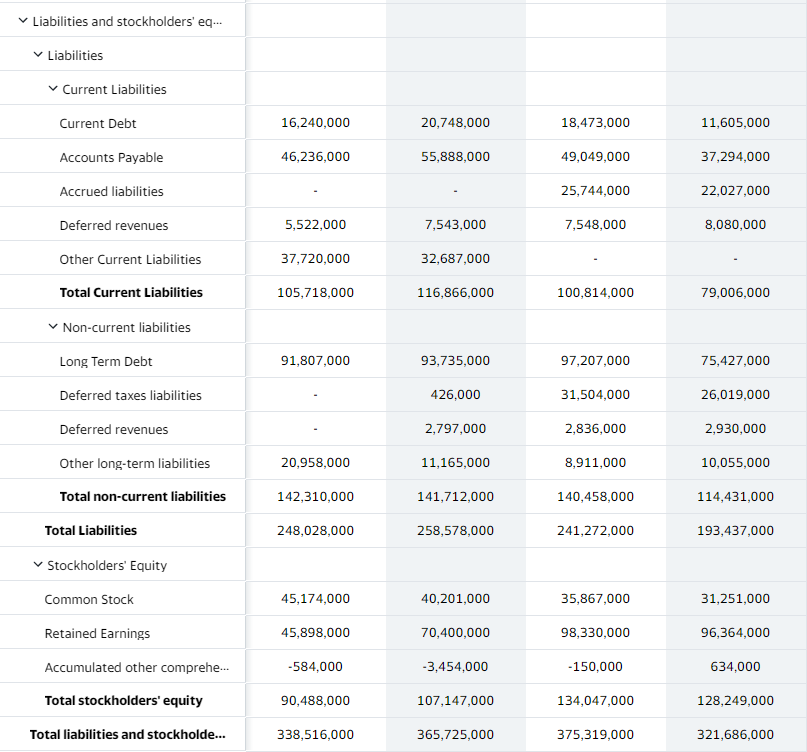 Liabilities and stockholders' eq...
Liabilities
Current Liabilities
Current Debt 16,240,000 20,748,000 18,473,000 11,605,000
Accounts Payable 46,236,000 55,888,000 49,049,000 37,294,000
Accrued liabilities - - 25,744,000 22,027,000
Deferred revenues 5,522,000 7,543,000 7,548,000 8,080,000
Other Current Liabilities 37,720,000 32,687,000 - -
Total Current Liabilities 105,718,000 116,866,000 100,814,000 79,006,000
Non-current liabilities
Long Term Debt 91,807,000 93,735,000 97,207,000 75,427,000
Deferred taxes liabilities - 426,000 31,504,000 26,019,000
Deferred revenues - 2,797,000 2,836,000 2,930,000
Other long-term liabilities 20,958,000 11,165,000 8,911,000 10,055,000
Total non-current liabilities 142,310,000 141,712,000 140,458,000 114,431,000
Total Liabilities 248,028,000 258,578,000 241,272,000 193,437,000
Stockholders' Equity
Common Stock 45,174,000 40,201,000 35,867,000 31,251,000
Retained Earnings 45,898,000 70,400,000 98,330,000 96,364,000
Accumulated other comprehe... -584,000 -3,454,000 -150,000 634,000
Total stockholders' equity 90,488,000 107,147,000 134,047,000 128,249,000
Total liabilities and stockholde... 338,516,000 365,725,000 375,319,000 321,686,000